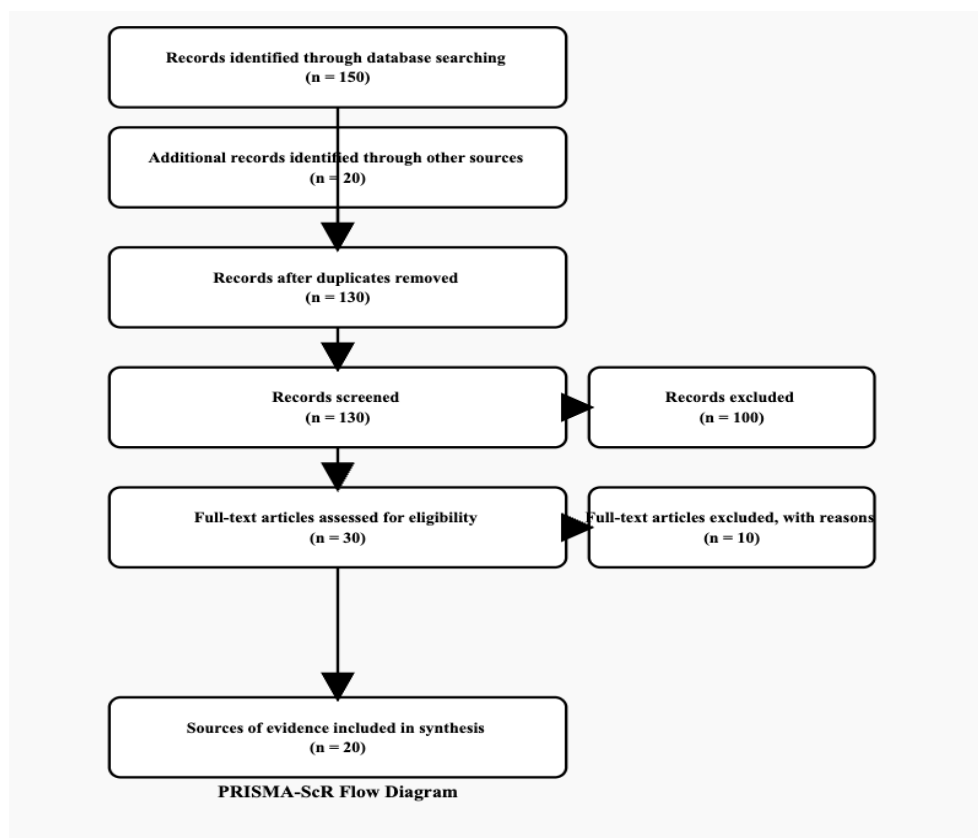 Records identified through database searching
(n = 150)
Additional records identified through other sources
(n = 20)
Records after duplicates removed
(n = 130)
Records screened
(n = 130)
Records excluded
(n = 100)
Full-text articles assessed for eligibility
(n = 30)
Full-text articles excluded, with reasons
(n = 10)
Sources of evidence included in synthesis
(n = 20)
PRISMA-ScR Flow Diagram